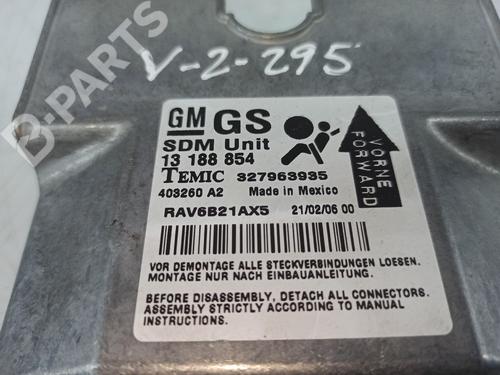 B-PARTS
V-2-295
GM GS
SDM Unit
13 188 854
TEMIC 327963935
403260 A2 Made in Mexico
RAV6B21AX5 21/02/06 00
VORNE
FORWARD
VOR DEMONTAGE ALLE STECKVERBINDUNGEN LOESEN.
MONTAGE NUR NACH EINBAUANLEITUNG.
BEFORE DISASSEMBLY, DETACH ALL CONNECTORS.
ASSEMBLY STRICTLY ACCORDING TO MANUAL
INSTRUCTIONS.